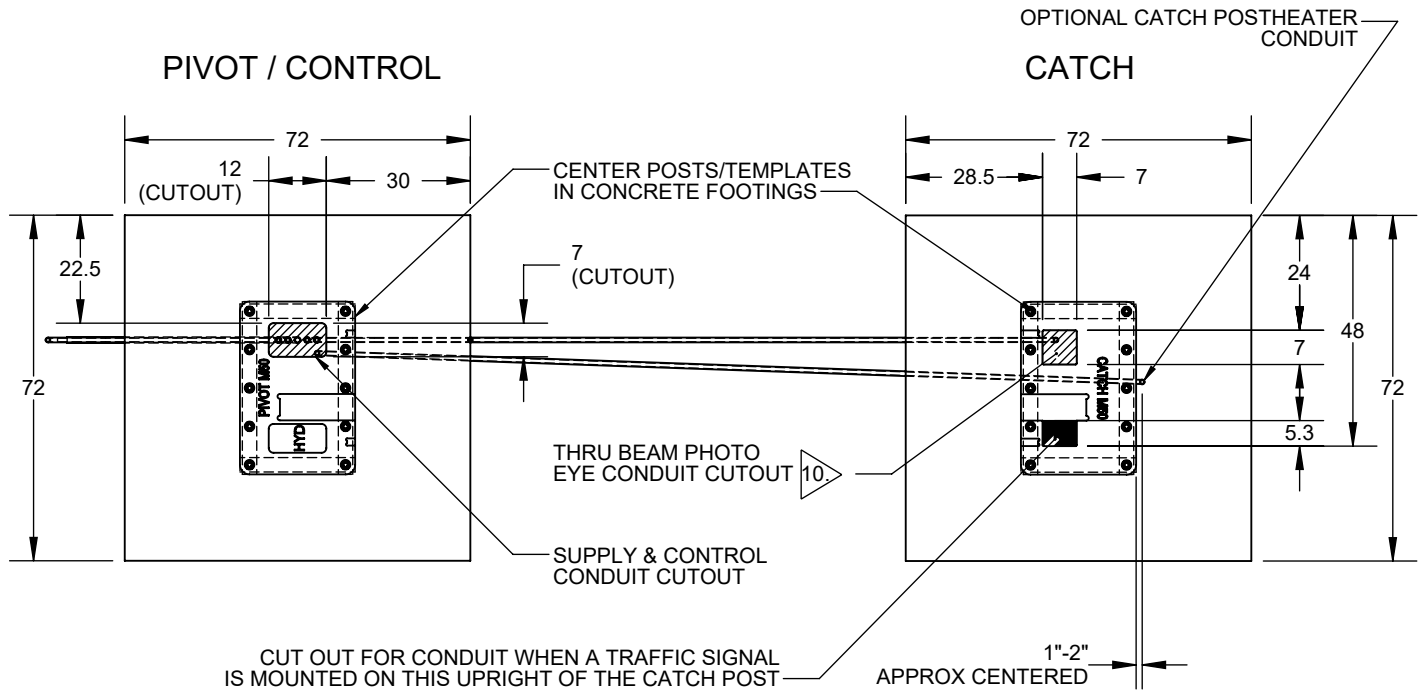 OPTIONAL CATCH POSTHEATER
CONDUIT
PIVOT / CONTROL
CATCH
72
72
12
(CUTOUT)
30
CENTER POSTS/TEMPLATES
IN CONCRETE FOOTINGS
28.5
7
22.5
7
(CUTOUT)
24
48
7
72
72
PIVOT M50
CATCH M50
HYD
5.3
THRU BEAM PHOTO
EYE CONDUIT CUTOUT 10.
SUPPLY & CONTROL
CONDUIT CUTOUT
CUT OUT FOR CONDUIT WHEN A TRAFFIC SIGNAL
IS MOUNTED ON THIS UPRIGHT OF THE CATCH POST
1"-2"
APPROX CENTERED